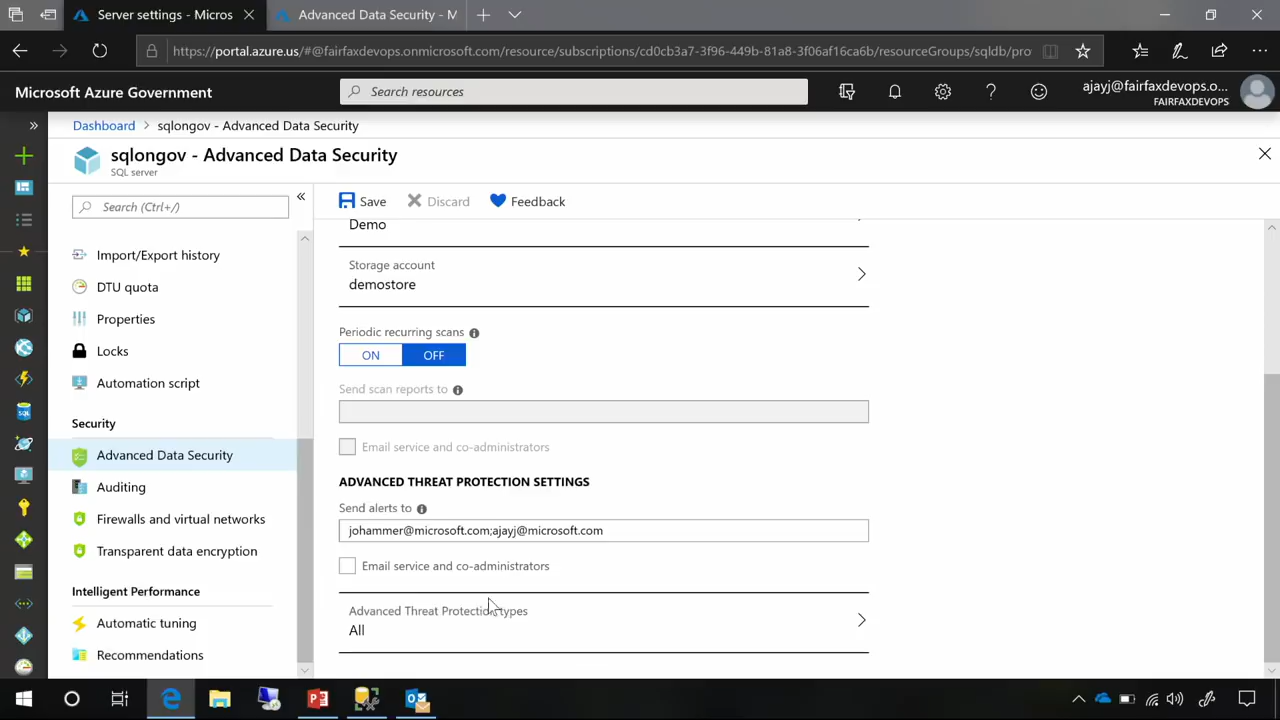 Server settings - Micros
Advanced Data Security - M
https://portal.azure.us/#@fairfaxdevops.onmicrosoft.com/resource/subscriptions/cd0cb3a7-3f96-449b-81a8-3f06af16ca6b/resourceGroups/sqldb/pro
Microsoft Azure Government
Search resources
ajayj@fairfaxdevops.o...
FAIRFAXDEVOPS
Dashboard > sqlongov - Advanced Data Security
sqlongov - Advanced Data Security
SQL server
Search (Ctrl+/)
Save
Discard
Feedback
Import/Export history
DTU quota
Properties
Locks
Automation script
Security
Advanced Data Security
Auditing
Firewalls and virtual networks
Transparent data encryption
Intelligent Performance
Automatic tuning
Recommendations
Demo
Storage account
demostore
Periodic recurring scans
ON OFF
Send scan reports to
Email service and co-administrators
ADVANCED THREAT PROTECTION SETTINGS
Send alerts to
johammer@microsoft.com;ajayj@microsoft.com
Email service and co-administrators
Advanced Threat Protection types
All